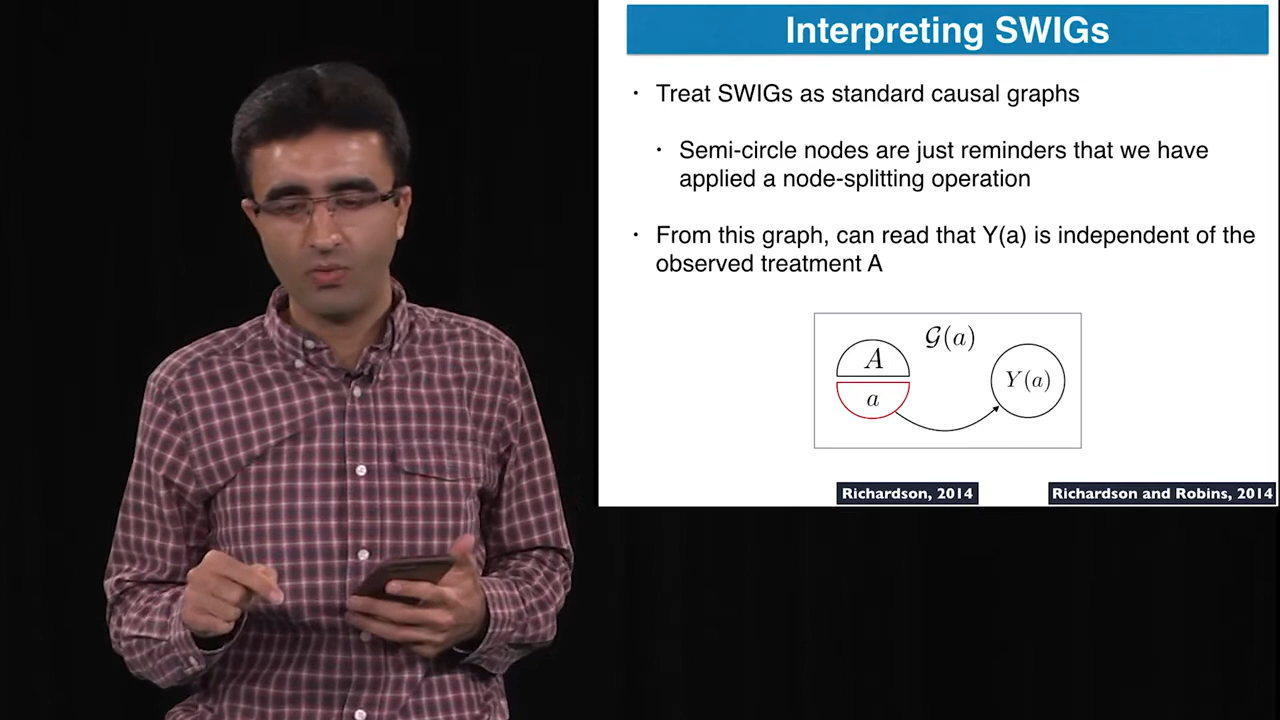 Interpreting SWIGs
• Treat SWIGs as standard causal graphs
• Semi-circle nodes are just reminders that we have
applied a node-splitting operation
• From this graph, can read that Y(a) is independent of the
observed treatment A
𝒢(a)
A
a
Y(a)
Richardson, 2014
Richardson and Robins, 2014